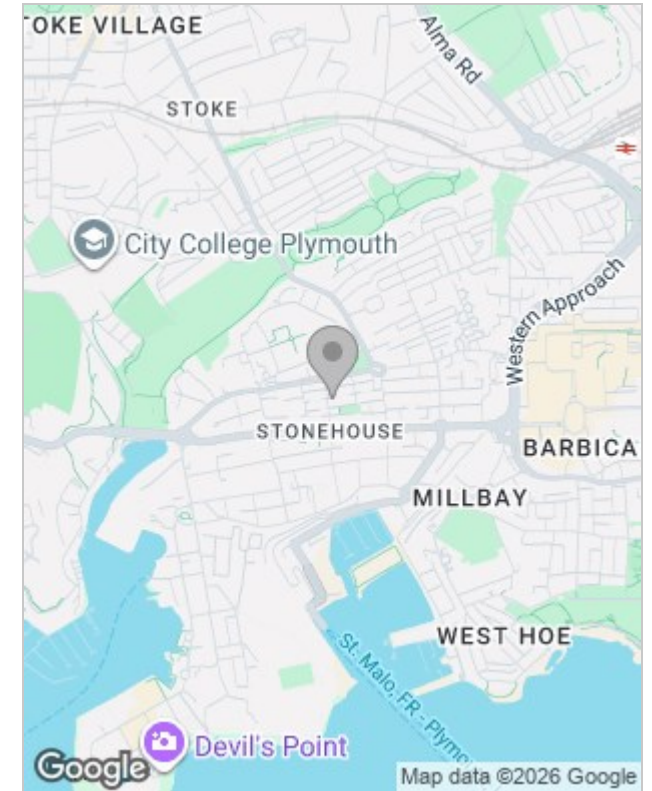 TOKE VILLAGE
Alma Rd
STOKE
City College Plymouth
Western Approach
STONEHOUSE
BARBICA
MILLBAY
WEST HOE
St. Malo, FR - Plymo
Devil's Point
Google
Map data ©2026 Google